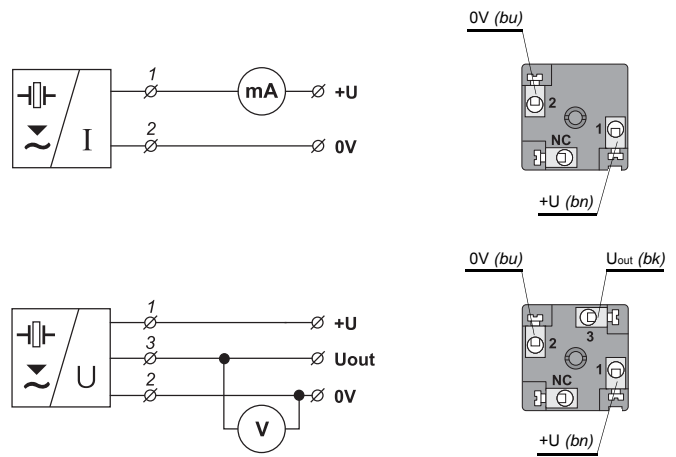 0V (bu)
1
mA
+U
I
2
0V
2
1
NC
+U (bn)
0V (bu)
Uout (bk)
1
+U
3
Uout
U
2
0V
V
3
2
1
NC
+U (bn)